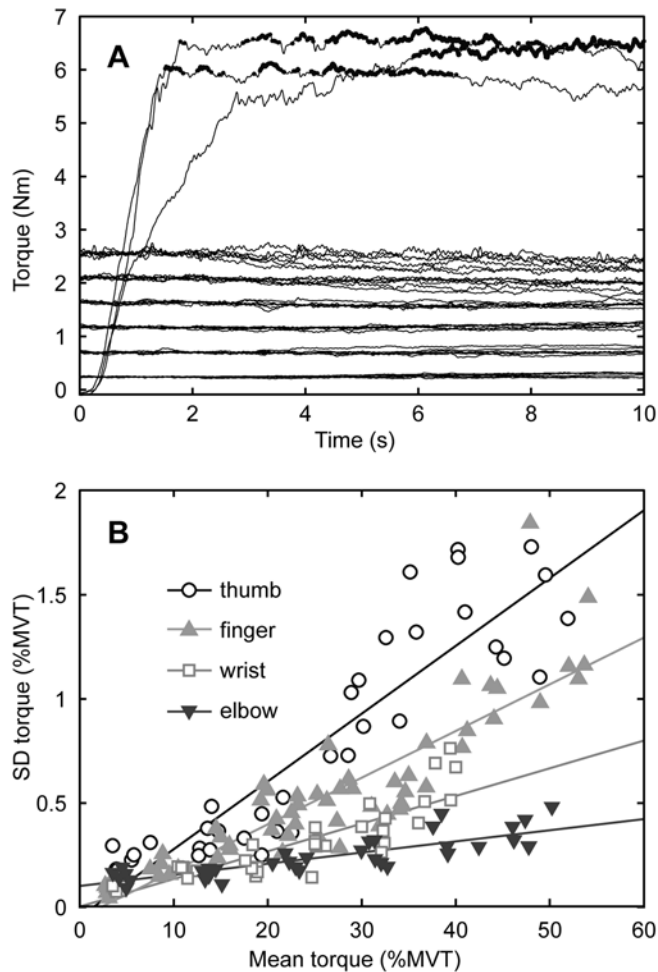 7
6
5
4
3
2
1
0
A
Torque (Nm)
0 2 4 6 8 10
Time (s)
2
1.5
1
0.5
0
B
thumb
finger
wrist
elbow
SD torque (%MVT)
0 10 20 30 40 50 60
Mean torque (%MVT)